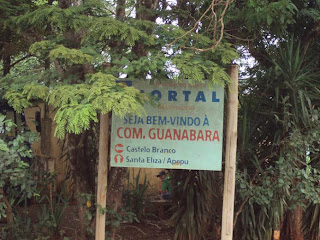 PORTAL
SEJA BEM-VINDO À
COM. GUANABARA
Castelo Branco
Santa Eliza / Apepu